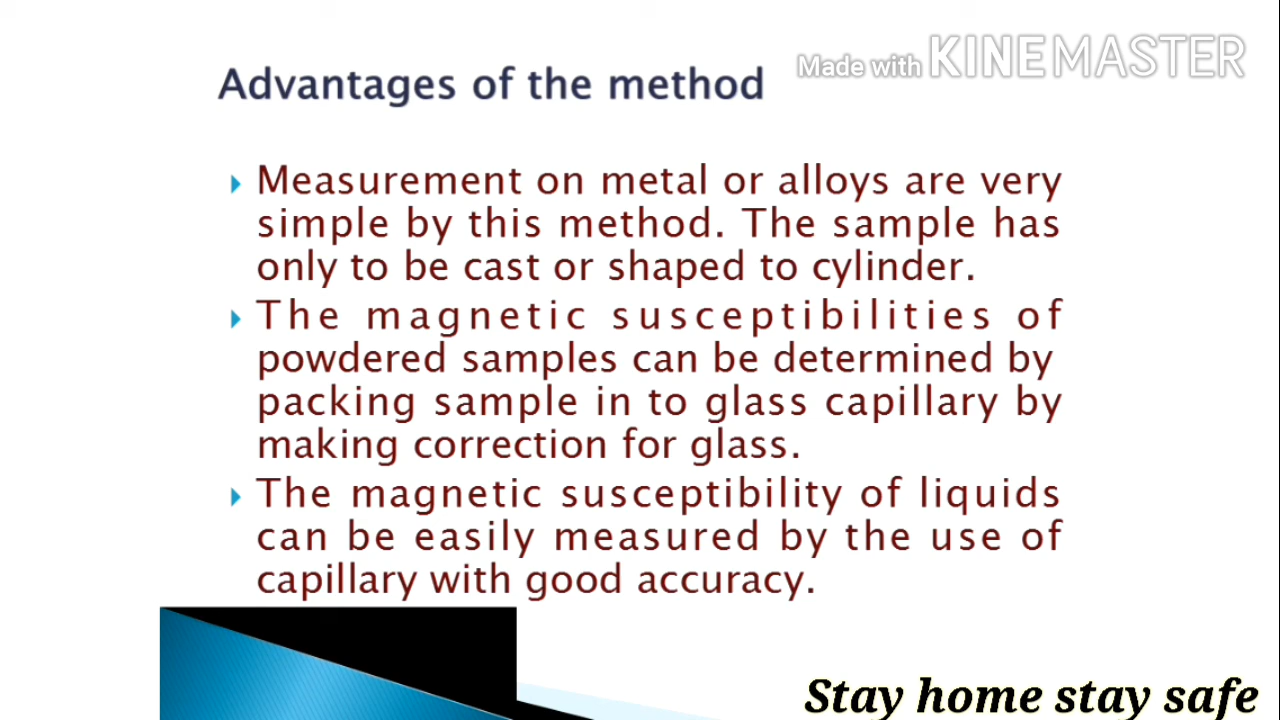 Made with KINEMASTER
Advantages of the method
Measurement on metal or alloys are very
simple by this method. The sample has
only to be cast or shaped to cylinder.
The magnetic susceptibilities of
powdered samples can be determined by
packing sample in to glass capillary by
making correction for glass.
The magnetic susceptibility of liquids
can be easily measured by the use of
capillary with good accuracy.
Stay home stay safe